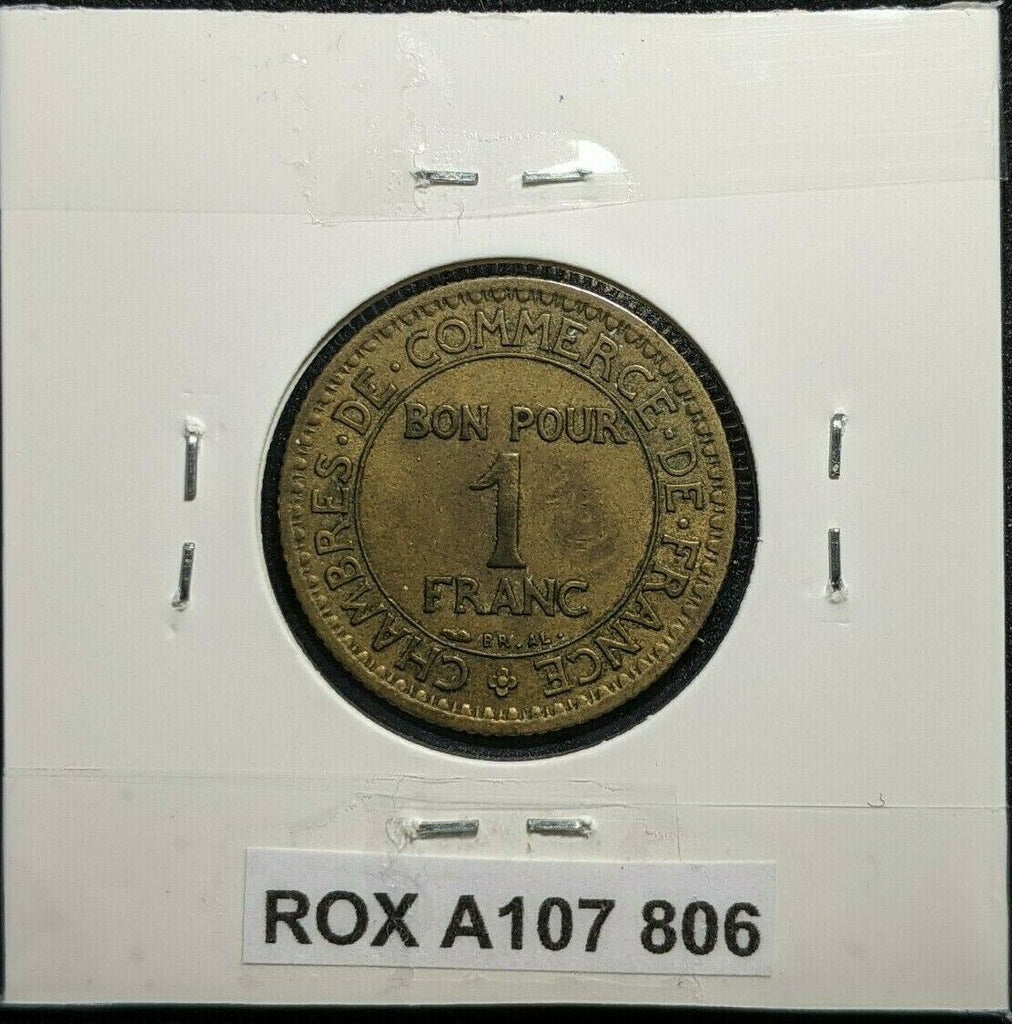 CHAMBRES · DE · COMMERCE · DE · FRANCE
BON POUR
1
FRANC
BR. AL.
ROX A107 806